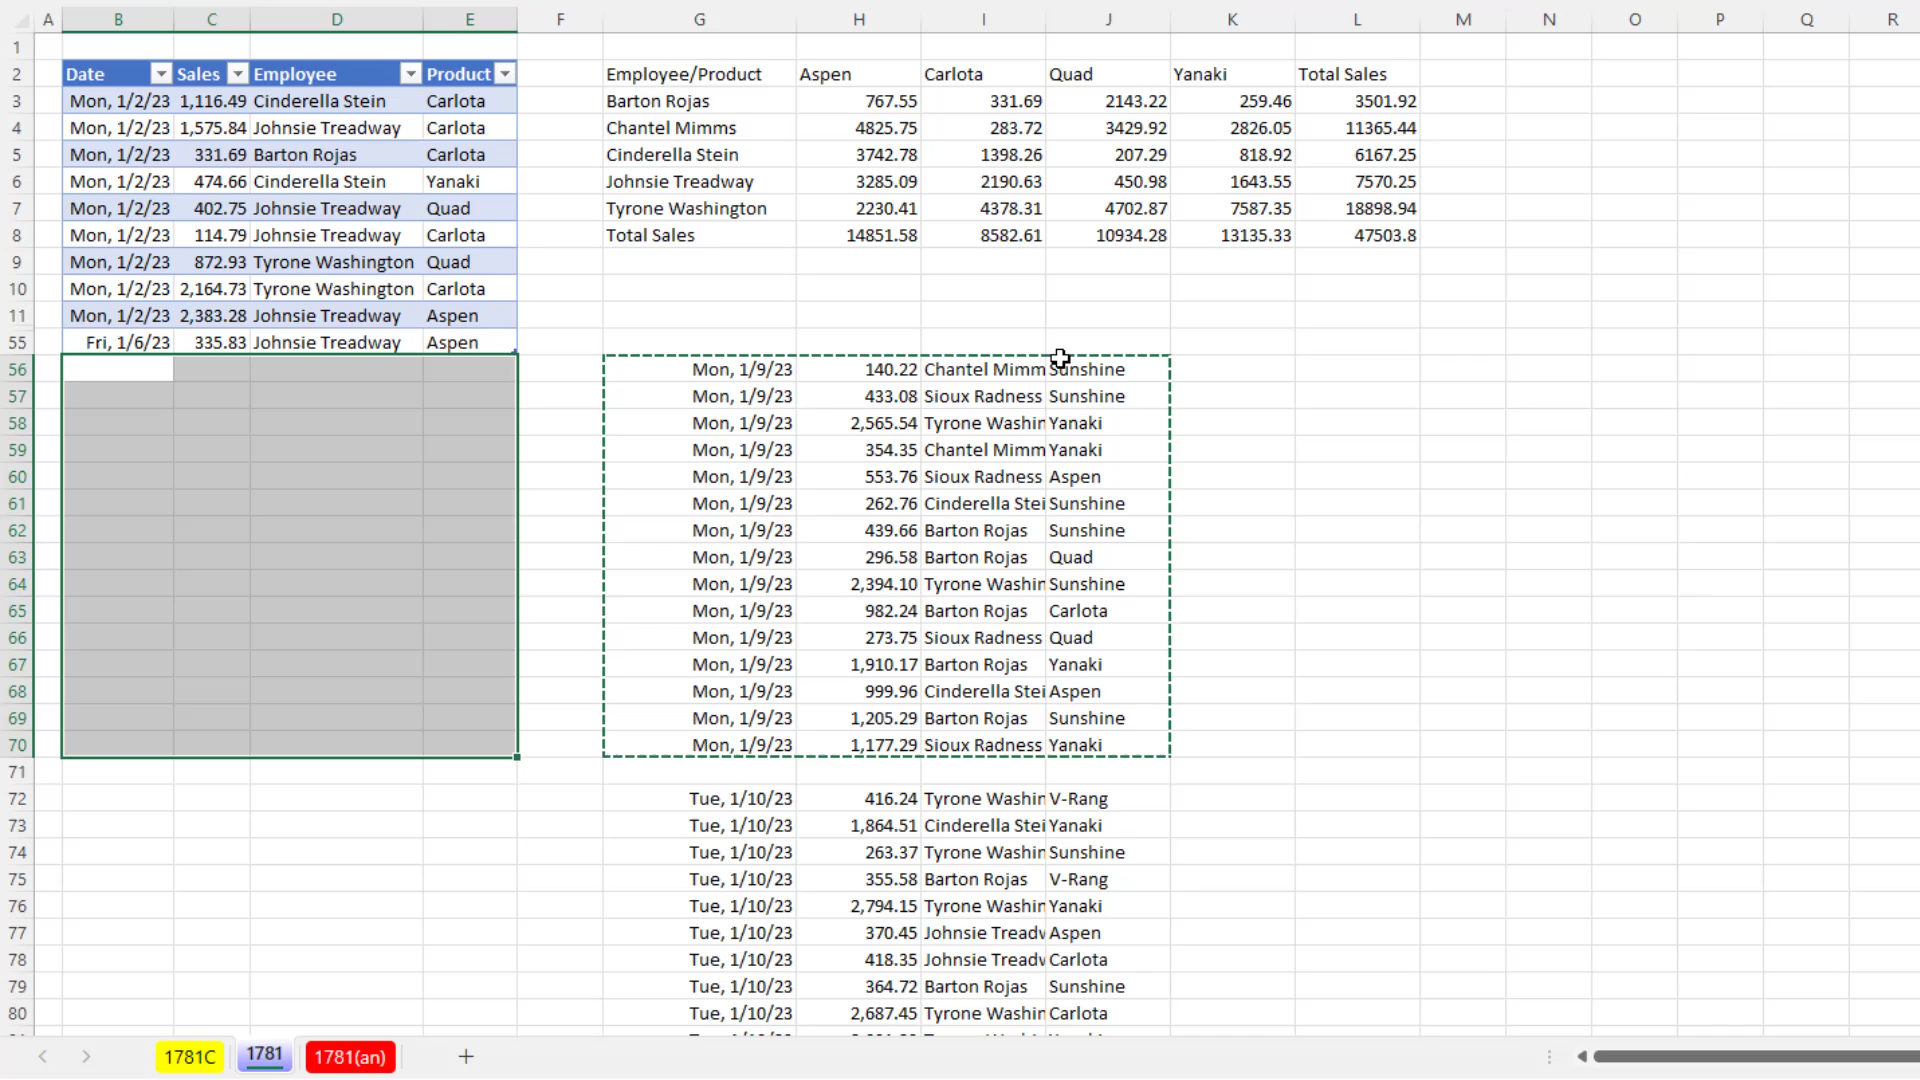 A B C D E F G H I J K L M N O P Q R
1
2 Date Sales Employee Product Employee/Product Aspen Carlota Quad Yanaki Total Sales
3 Mon, 1/2/23 1,116.49 Cinderella Stein Carlota Barton Rojas 767.55 331.69 2143.22 259.46 3501.92
4 Mon, 1/2/23 1,575.84 Johnsie Treadway Carlota Chantel Mimms 4825.75 283.72 3429.92 2826.05 11365.44
5 Mon, 1/2/23 331.69 Barton Rojas Carlota Cinderella Stein 3742.78 1398.26 207.29 818.92 6167.25
6 Mon, 1/2/23 474.66 Cinderella Stein Yanaki Johnsie Treadway 3285.09 2190.63 450.98 1643.55 7570.25
7 Mon, 1/2/23 402.75 Johnsie Treadway Quad Tyrone Washington 2230.41 4378.31 4702.87 7587.35 18898.94
8 Mon, 1/2/23 114.79 Johnsie Treadway Carlota Total Sales 14851.58 8582.61 10934.28 13135.33 47503.8
9 Mon, 1/2/23 872.93 Tyrone Washington Quad
10 Mon, 1/2/23 2,164.73 Tyrone Washington Carlota
11 Mon, 1/2/23 2,383.28 Johnsie Treadway Aspen
55 Fri, 1/6/23 335.83 Johnsie Treadway Aspen
56 Mon, 1/9/23 140.22 Chantel Mimm Sunshine
57 Mon, 1/9/23 433.08 Sioux Radness Sunshine
58 Mon, 1/9/23 2,565.54 Tyrone Washin Yanaki
59 Mon, 1/9/23 354.35 Chantel Mimm Yanaki
60 Mon, 1/9/23 553.76 Sioux Radness Aspen
61 Mon, 1/9/23 262.76 Cinderella Stei Sunshine
62 Mon, 1/9/23 439.66 Barton Rojas Sunshine
63 Mon, 1/9/23 296.58 Barton Rojas Quad
64 Mon, 1/9/23 2,394.10 Tyrone Washin Sunshine
65 Mon, 1/9/23 982.24 Barton Rojas Carlota
66 Mon, 1/9/23 273.75 Sioux Radness Quad
67 Mon, 1/9/23 1,910.17 Barton Rojas Yanaki
68 Mon, 1/9/23 999.96 Cinderella Stei Aspen
69 Mon, 1/9/23 1,205.29 Barton Rojas Sunshine
70 Mon, 1/9/23 1,177.29 Sioux Radness Yanaki
71
72 Tue, 1/10/23 416.24 Tyrone Washin V-Rang
73 Tue, 1/10/23 1,864.51 Cinderella Stei Yanaki
74 Tue, 1/10/23 263.37 Tyrone Washin Sunshine
75 Tue, 1/10/23 355.58 Barton Rojas V-Rang
76 Tue, 1/10/23 2,794.15 Tyrone Washin Yanaki
77 Tue, 1/10/23 370.45 Johnsie Treadw Aspen
78 Tue, 1/10/23 418.35 Johnsie Treadw Carlota
79 Tue, 1/10/23 364.72 Barton Rojas Sunshine
80 Tue, 1/10/23 2,687.45 Tyrone Washin Carlota
1781C 1781 1781(an)